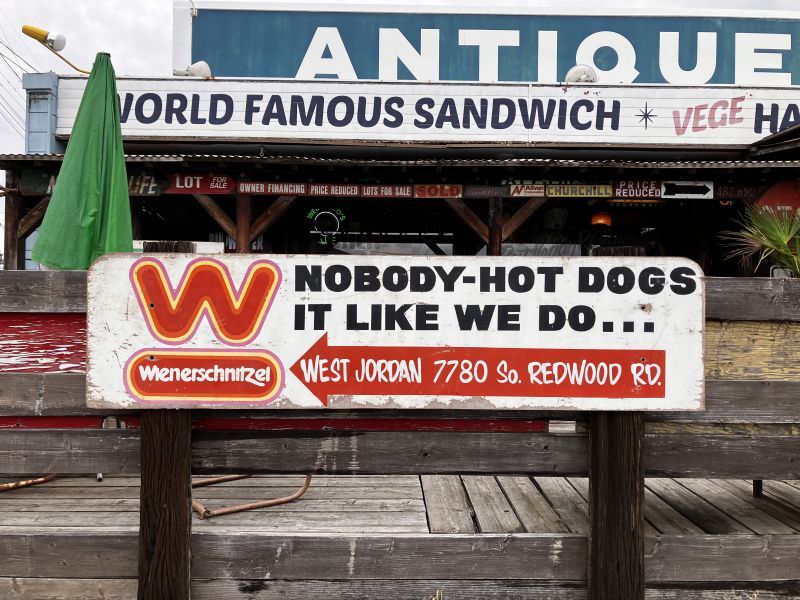 ANTIQUE
WORLD FAMOUS SANDWICH VEGE HA
LOT FOR SALE
OWNER FINANCING PRICE REDUCED LOTS FOR SALE SOLD CHURCHILL PRICE REDUCED
W NOBODY-HOT DOGS
IT LIKE WE DO...
Wienerschnitzel WEST JORDAN 7780 So. REDWOOD RD.